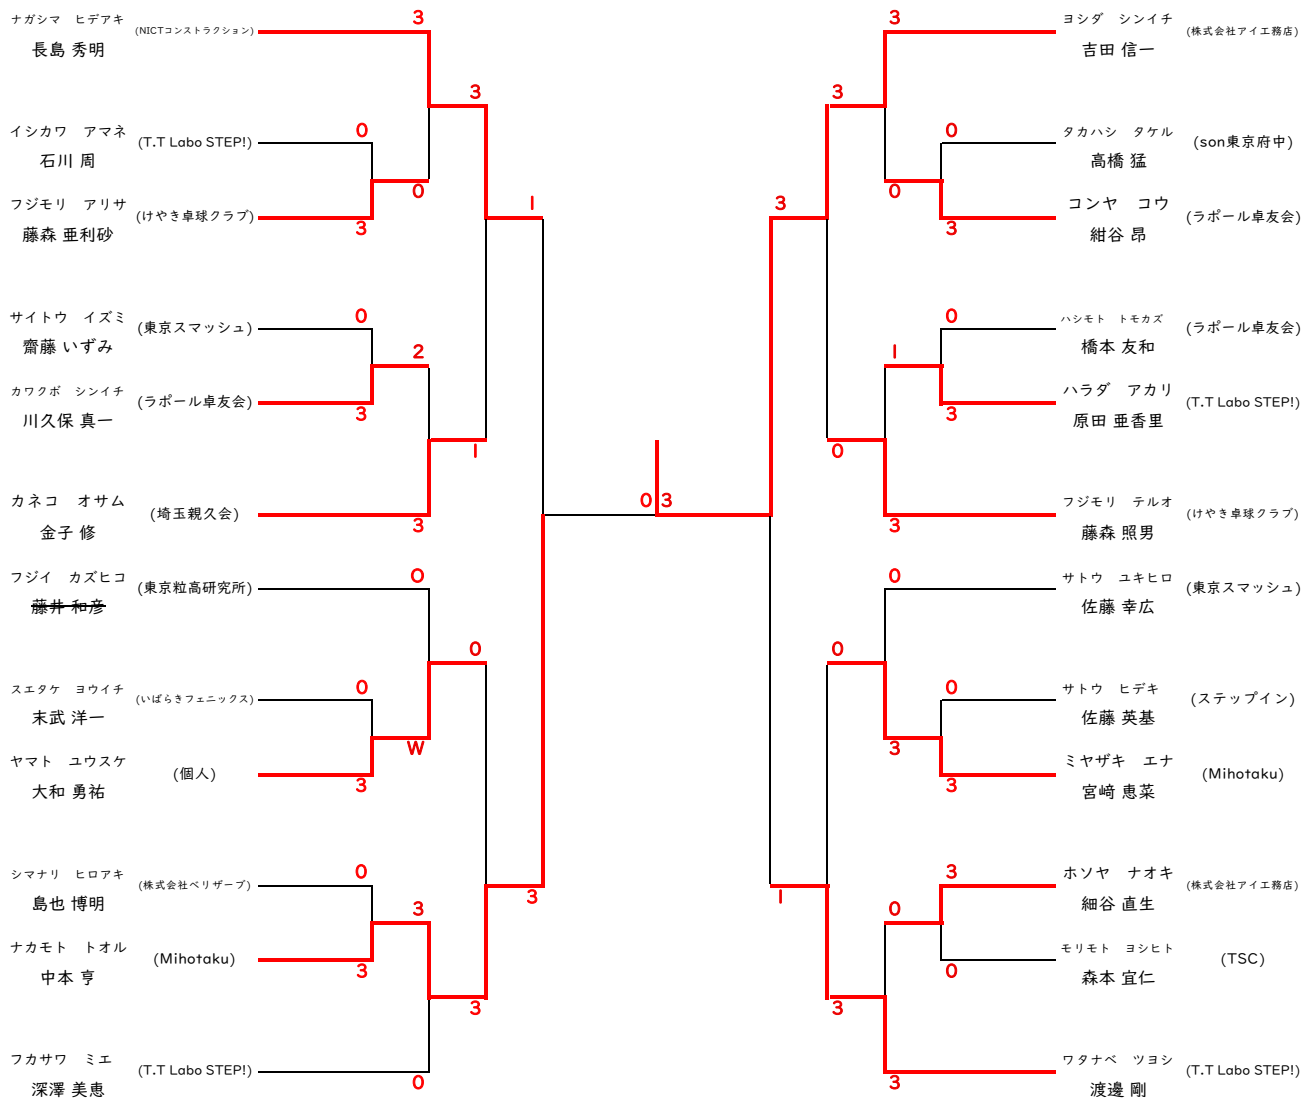 ナガシマ　ヒデアキ
(NICTコンストラクション)
長島 秀明
3
3
イシカワ　アマネ
(T.T Labo STEP!)
石川 周
0
0
フジモリ　アリサ
(けやき卓球クラブ)
藤森 亜利砂
3
1
サイトウ　イズミ
(東京スマッシュ)
齋藤 いずみ
0
2
カワクボ　シンイチ
(ラポール卓友会)
川久保 真一
3
1
カネコ　オサム
(埼玉親久会)
金子 修
3
フジイ　カズヒコ
(東京粒高研究所)
藤井 和彦
0
0
スエタケ　ヨウイチ
(いばらきフェニックス)
末武 洋一
0
W
ヤマト　ユウスケ
(個人)
大和 勇祐
3
シマナリ　ヒロアキ
(株式会社ベリザーブ)
島也 博明
0
3
3
ナカモト　トオル
(Mihotaku)
中本 亨
3
3
フカサワ　ミエ
(T.T Labo STEP!)
深澤 美恵
0
0 3
3
ヨシダ　シンイチ
(株式会社アイ工務店)
吉田 信一
3
タカハシ　タケル
(son東京府中)
高橋 猛
0
0
コンヤ　コウ
(ラポール卓友会)
紺谷 昂
3
3
ハシモト　トモカズ
(ラポール卓友会)
橋本 友和
0
1
ハラダ　アカリ
(T.T Labo STEP!)
原田 亜香里
3
0
フジモリ　テルオ
(けやき卓球クラブ)
藤森 照男
3
サトウ　ユキヒロ
(東京スマッシュ)
佐藤 幸広
0
0
サトウ　ヒデキ
(ステップイン)
佐藤 英基
0
3
ミヤザキ　エナ
(Mihotaku)
宮﨑 恵菜
3
ホソヤ　ナオキ
(株式会社アイ工務店)
細谷 直生
3
0
1
モリモト　ヨシヒト
(TSC)
森本 宜仁
0
3
ワタナベ　ツヨシ
(T.T Labo STEP!)
渡邊 剛
3